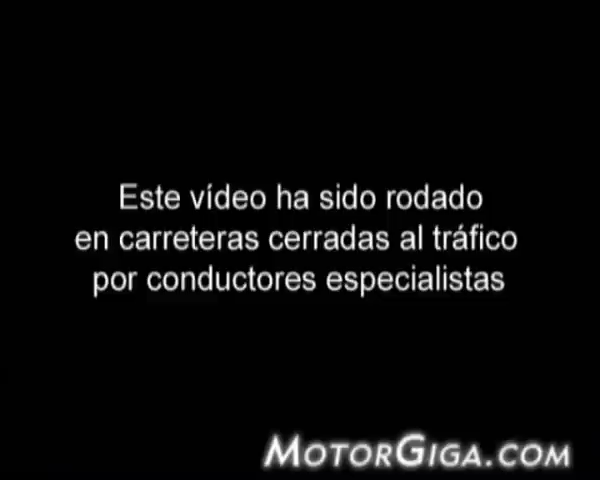 Este vídeo ha sido rodado
en carreteras cerradas al tráfico
por conductores especialistas
MOTORGIGA.COM